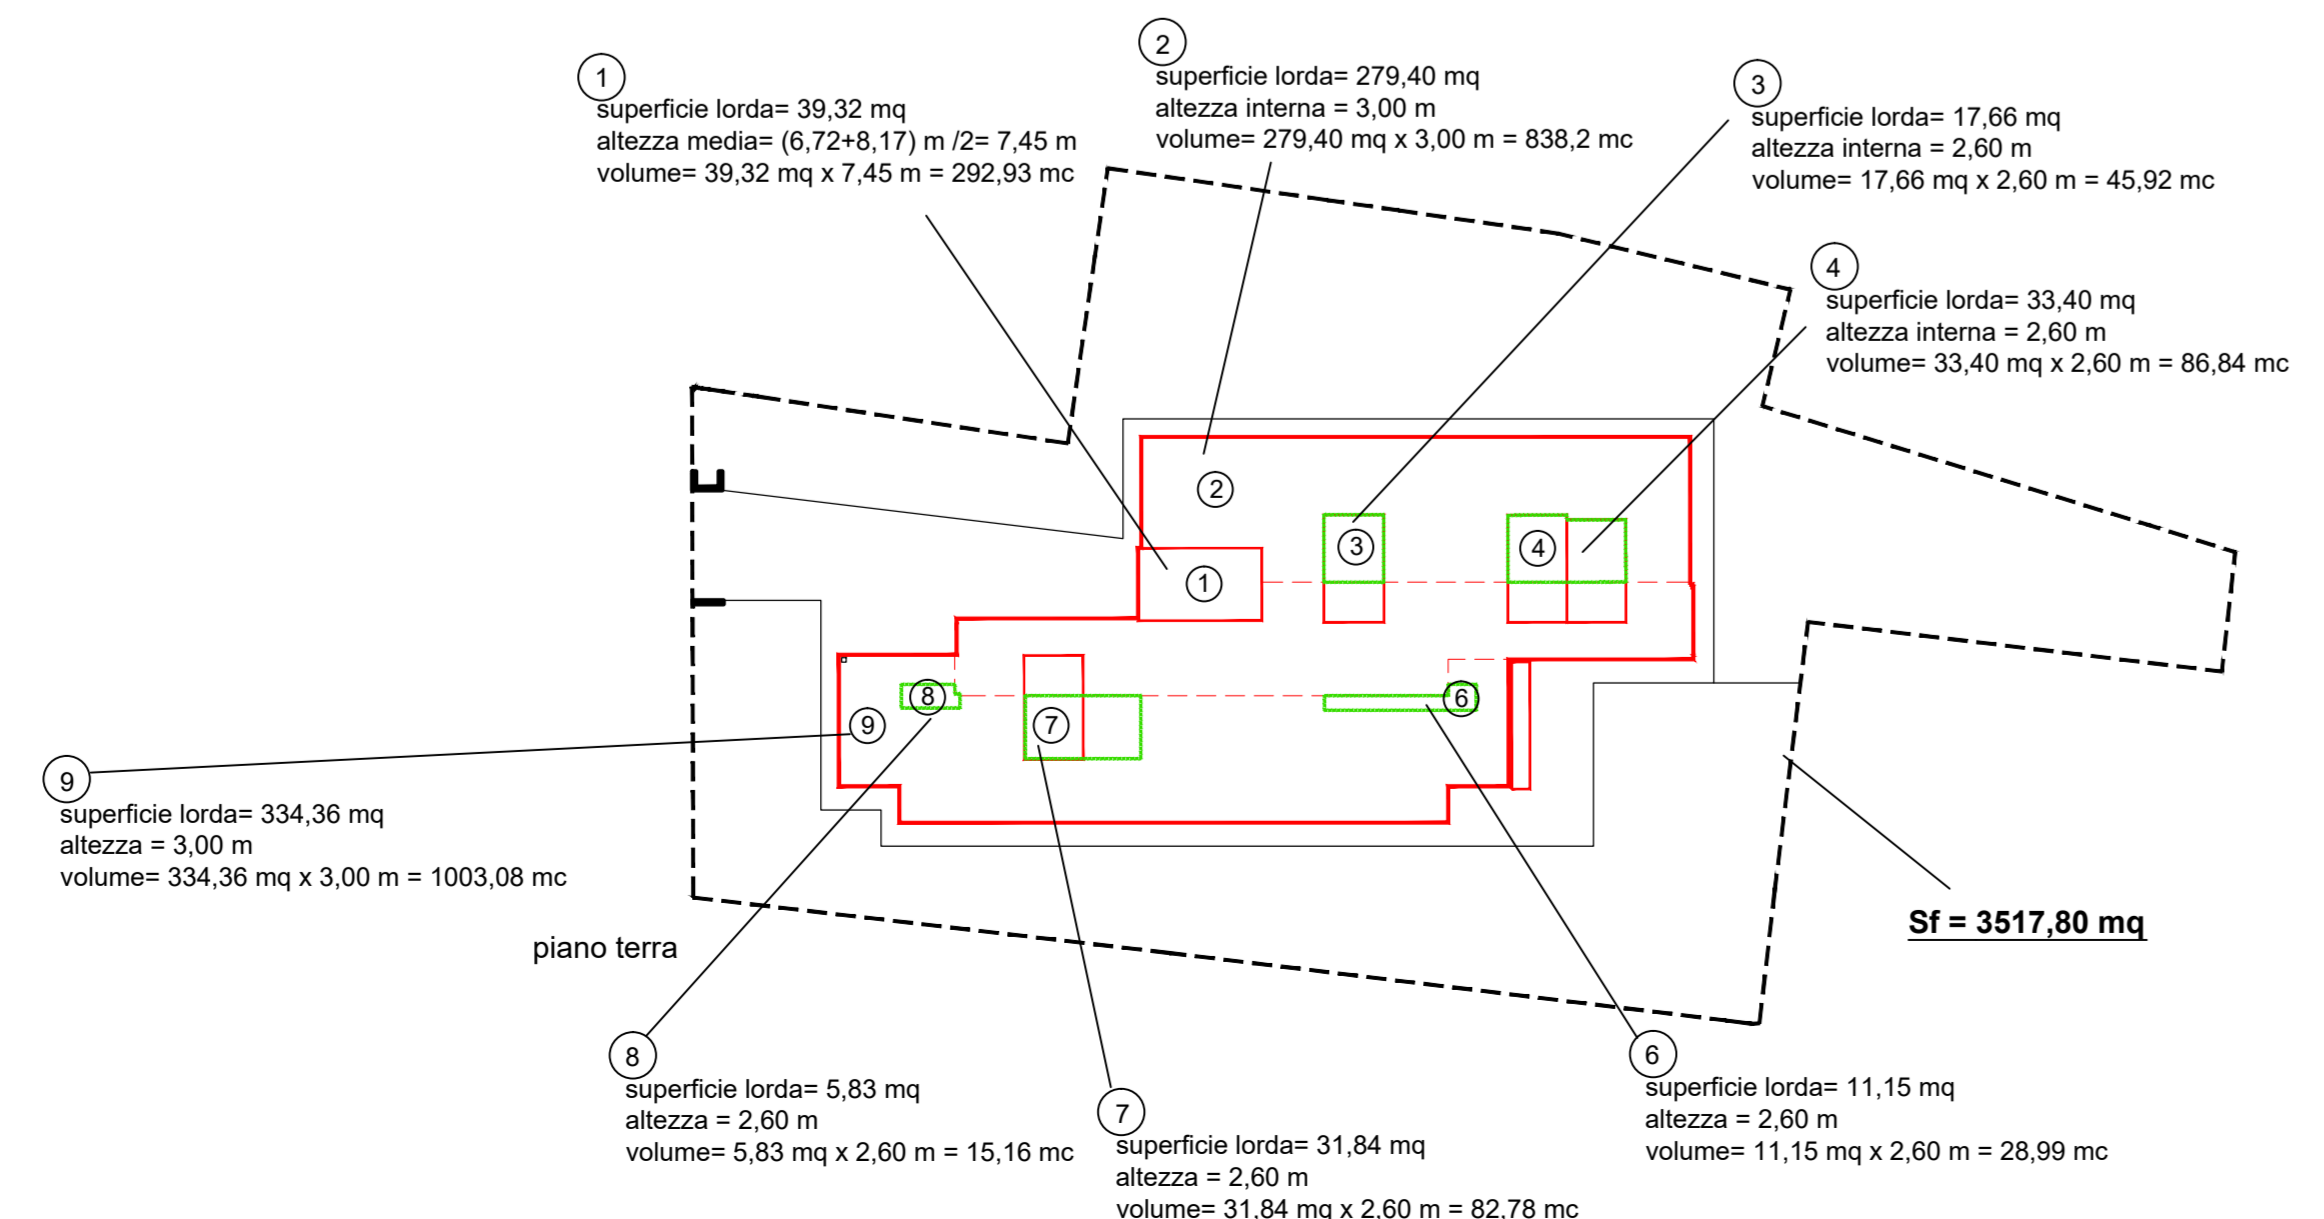 1
superficie lorda= 39,32 mq
altezza media= (6,72+8,17) m /2= 7,45 m
volume= 39,32 mq x 7,45 m = 292,93 mc
2
superficie lorda= 279,40 mq
altezza interna = 3,00 m
volume= 279,40 mq x 3,00 m = 838,2 mc
3
superficie lorda= 17,66 mq
altezza interna = 2,60 m
volume= 17,66 mq x 2,60 m = 45,92 mc
4
superficie lorda= 33,40 mq
altezza interna = 2,60 m
volume= 33,40 mq x 2,60 m = 86,84 mc
2
3
4
1
8
6
9
7
9
superficie lorda= 334,36 mq
altezza = 3,00 m
volume= 334,36 mq x 3,00 m = 1003,08 mc
Sf = 3517,80 mq
piano terra
8
superficie lorda= 5,83 mq
altezza = 2,60 m
volume= 5,83 mq x 2,60 m = 15,16 mc
7
superficie lorda= 31,84 mq
altezza = 2,60 m
volume= 31,84 mq x 2,60 m = 82,78 mc
6
superficie lorda= 11,15 mq
altezza = 2,60 m
volume= 11,15 mq x 2,60 m = 28,99 mc